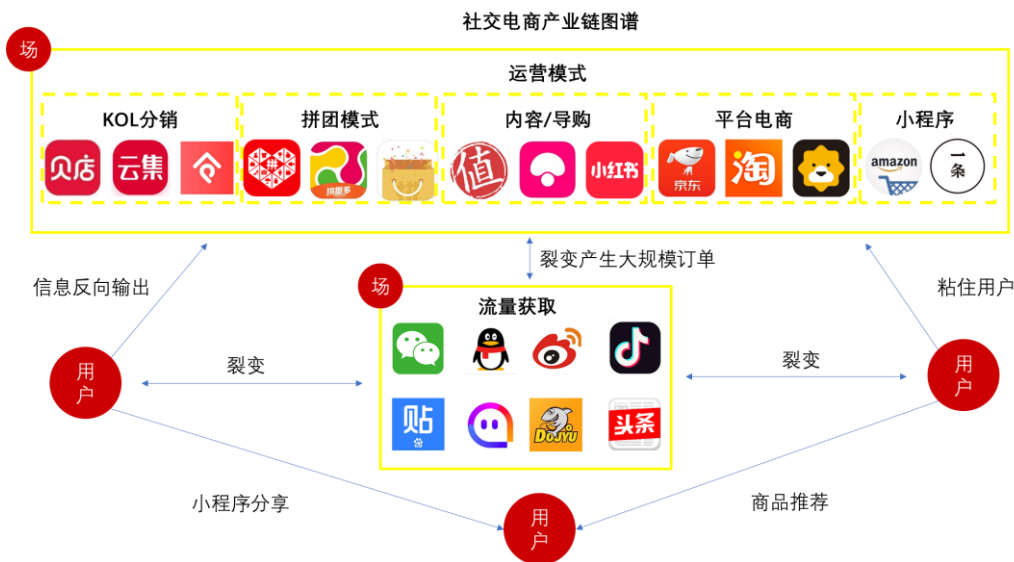 社交电商产业链图谱
场
运营模式
KOL分销
拼团模式
内容/导购
平台电商
小程序
贝店
云集
拼
拼多多
值
小红书
京东
淘
amazon
一条
信息反向输出
裂变产生大规模订单
粘住用户
场
流量获取
用户
裂变
裂变
用户
贴
DOUYU
头条
小程序分享
商品推荐
用户